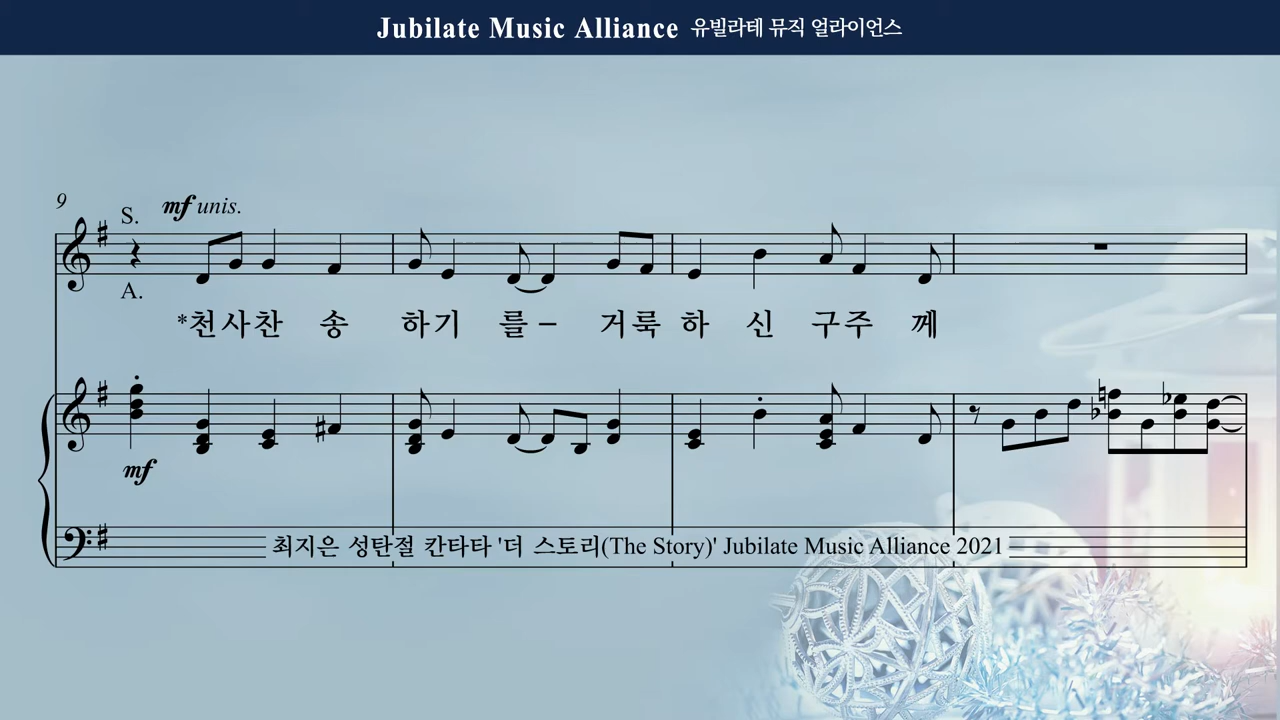 Jubilate Music Alliance 유빌라테 뮤직 얼라이언스
9
S. mf unis.
A.
*천사찬 송 하기 를– 거룩 하 신 구주 께
mf
최지은 성탄절 칸타타 '더 스토리(The Story)' Jubilate Music Alliance 2021